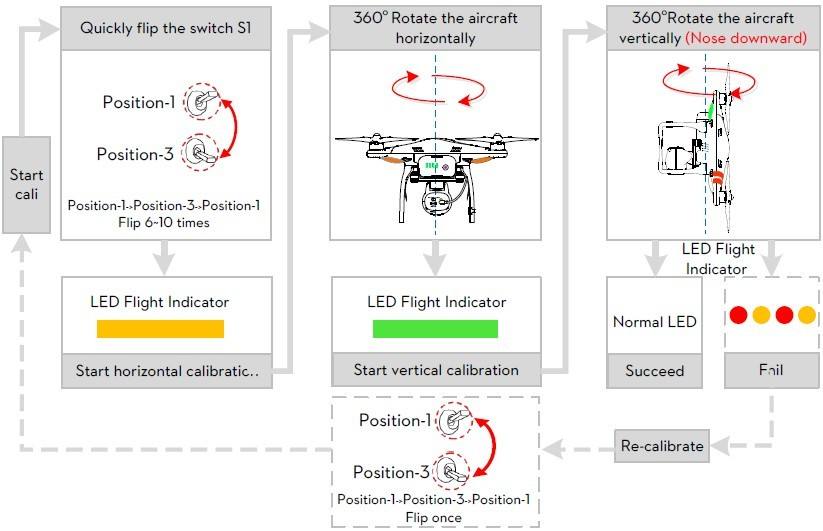 Quickly flip the switch S1
Position-1
Position-3
Position-1->Position-3->Position-1
Flip 6~10 times
Start
cali
LED Flight Indicator
Start horizontal calibratic..
360° Rotate the aircraft
horizontally
LED Flight Indicator
Start vertical calibration
360°Rotate the aircraft
vertically (Nose downward)
LED Flight
Indicator
Normal LED
Succeed
Fail
Re-calibrate
Position-1
Position-3
Position-1->Position-3->Position-1
Flip once